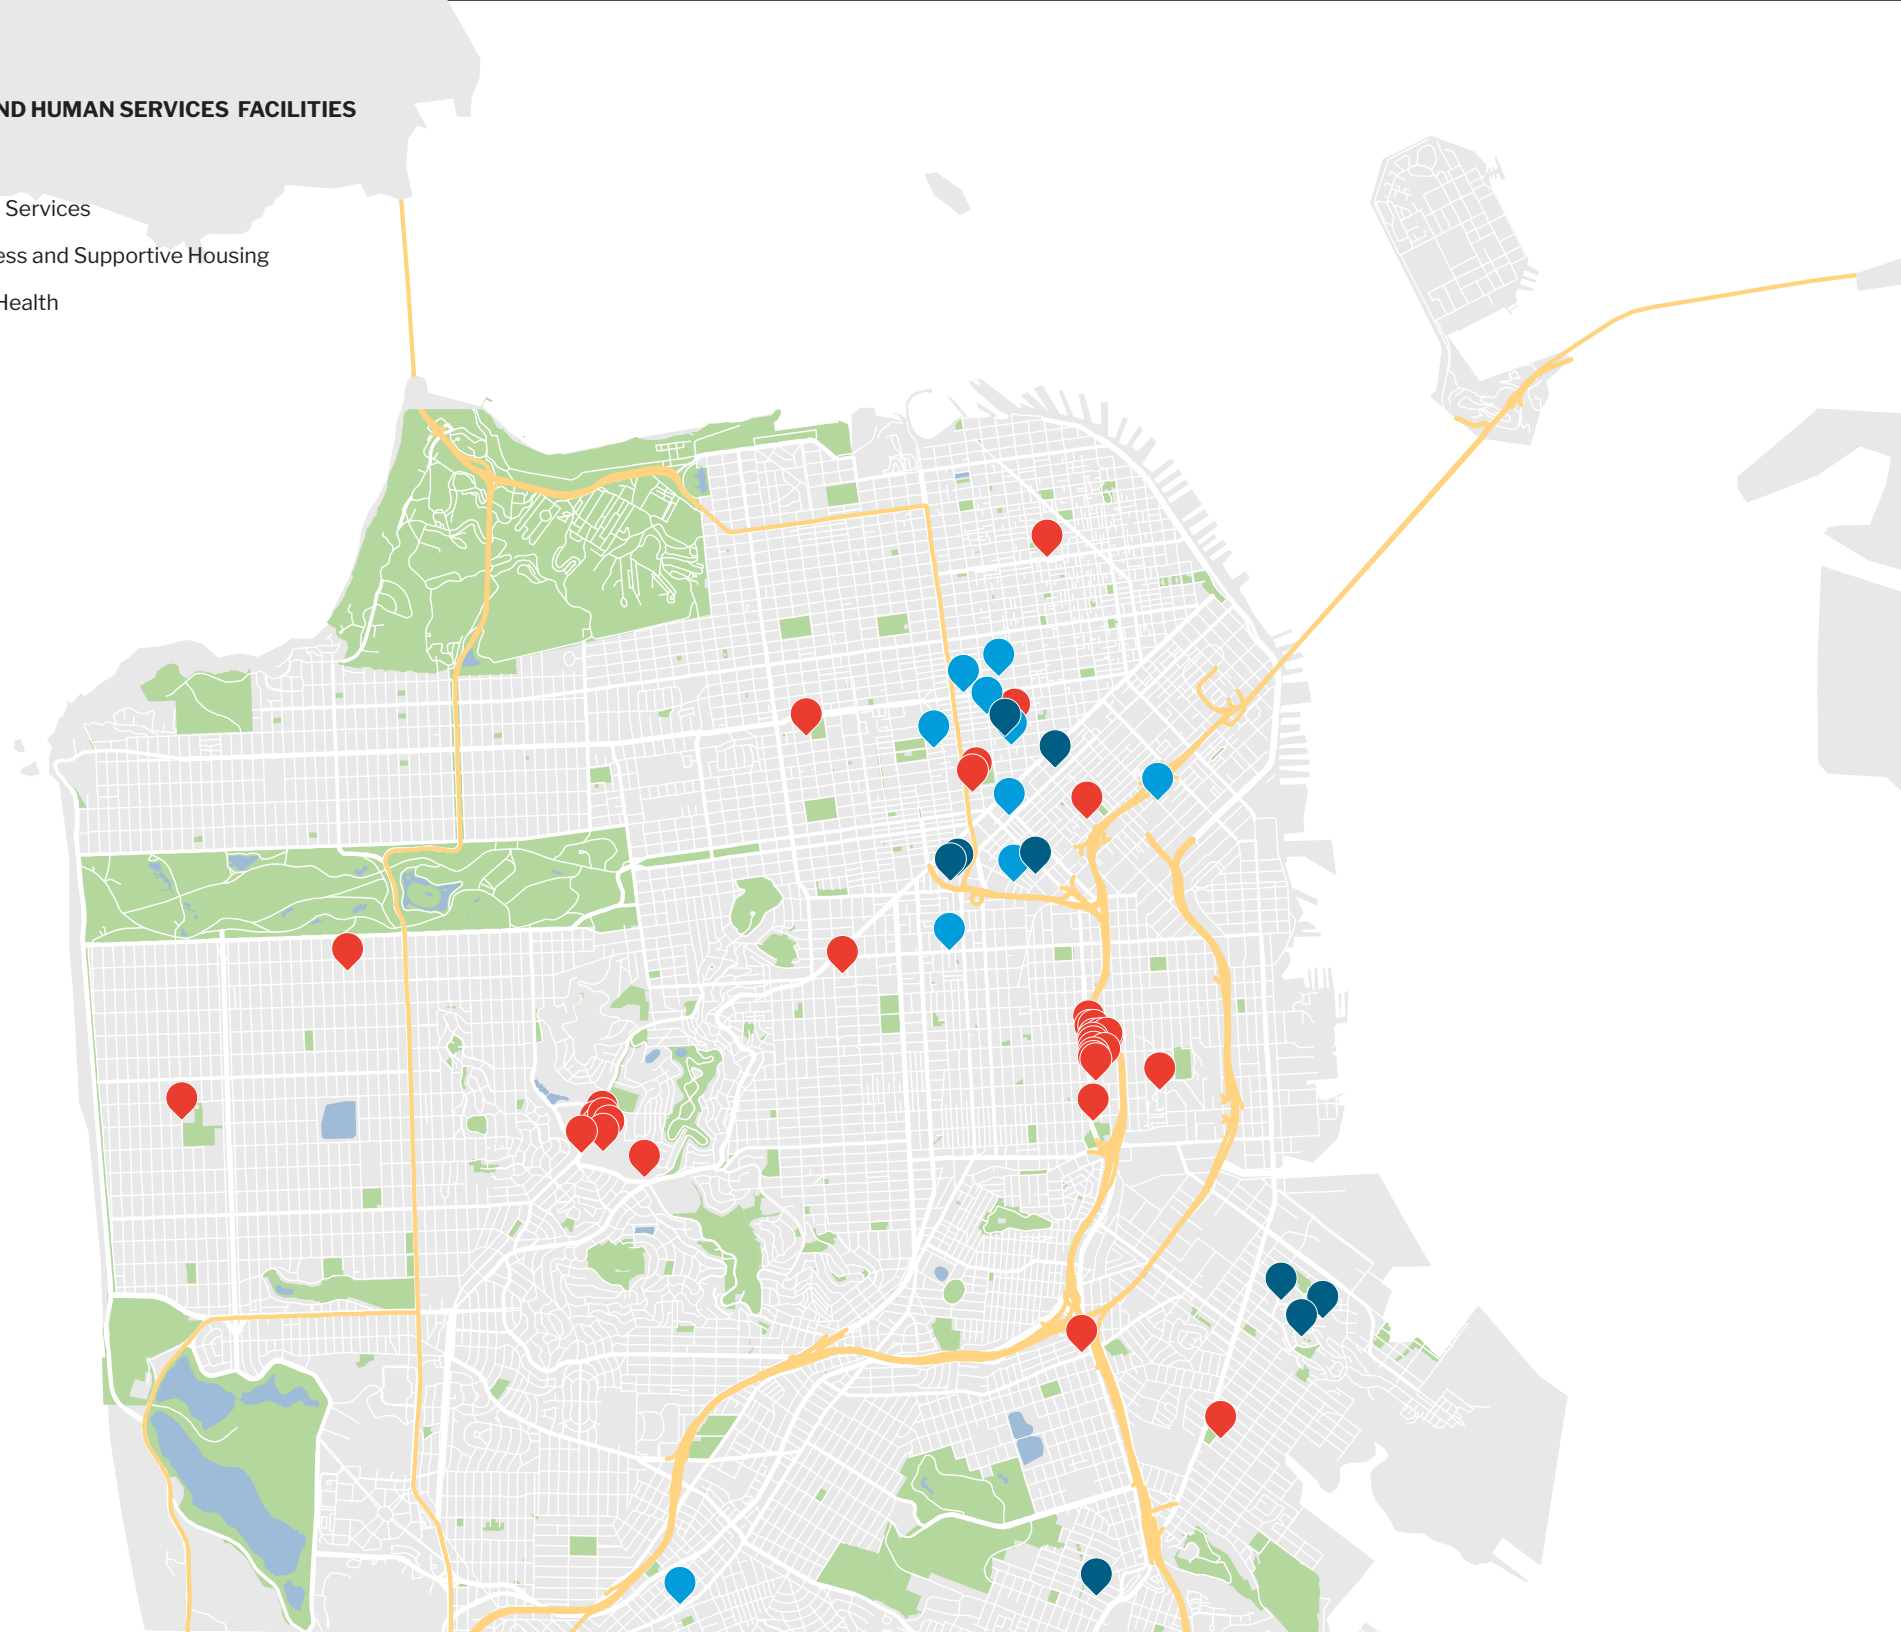 ND HUMAN SERVICES FACILITIES
Services
ess and Supportive Housing
Health